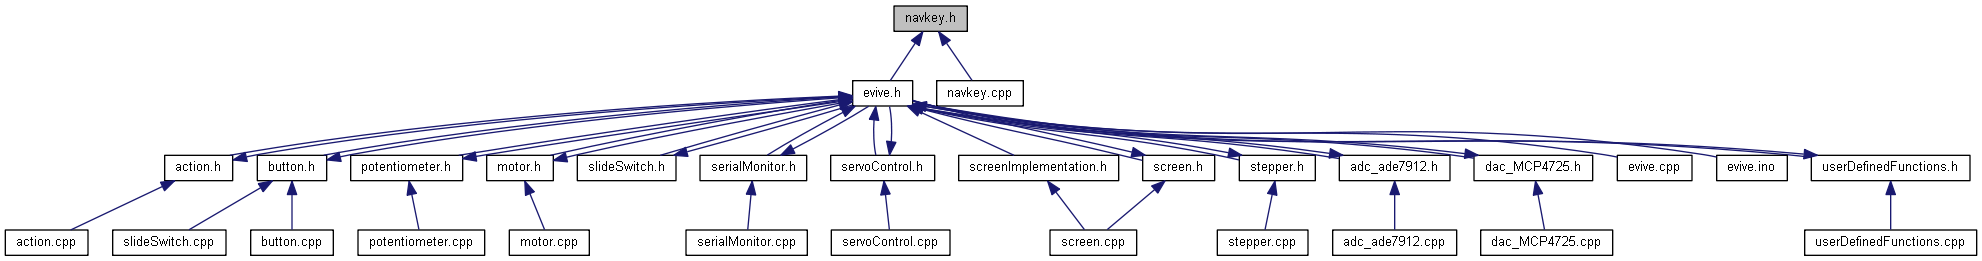 navkey.h
evive.h
navkey.cpp
action.h
button.h
potentiometer.h
motor.h
slideSwitch.h
serialMonitor.h
servoControl.h
screenImplementation.h
screen.h
stepper.h
adc_ade7912.h
dac_MCP4725.h
evive.cpp
evive.ino
userDefinedFunctions.h
action.cpp
slideSwitch.cpp
button.cpp
potentiometer.cpp
motor.cpp
serialMonitor.cpp
servoControl.cpp
screen.cpp
stepper.cpp
adc_ade7912.cpp
dac_MCP4725.cpp
userDefinedFunctions.cpp